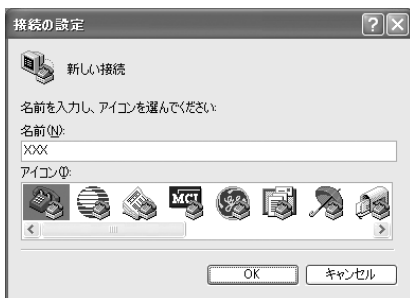 接続の設定
新しい接続
名前を入力し、アイコンを選んでください:
名前(N):
XXX
アイコン(I):
MCI
OK キャンセル